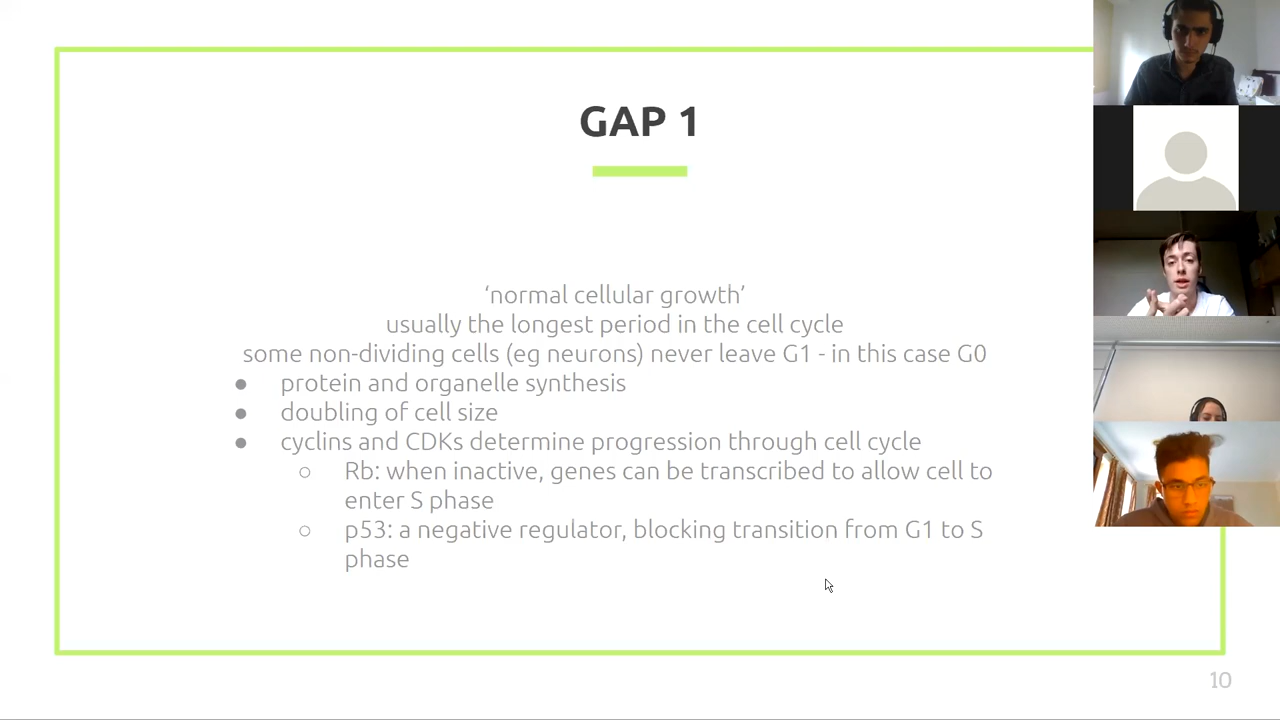 GAP 1
‘normal cellular growth’
usually the longest period in the cell cycle
some non-dividing cells (eg neurons) never leave G1 - in this case G0
● protein and organelle synthesis
● doubling of cell size
● cyclins and CDKs determine progression through cell cycle
○ Rb: when inactive, genes can be transcribed to allow cell to
enter S phase
○ p53: a negative regulator, blocking transition from G1 to S
phase
10